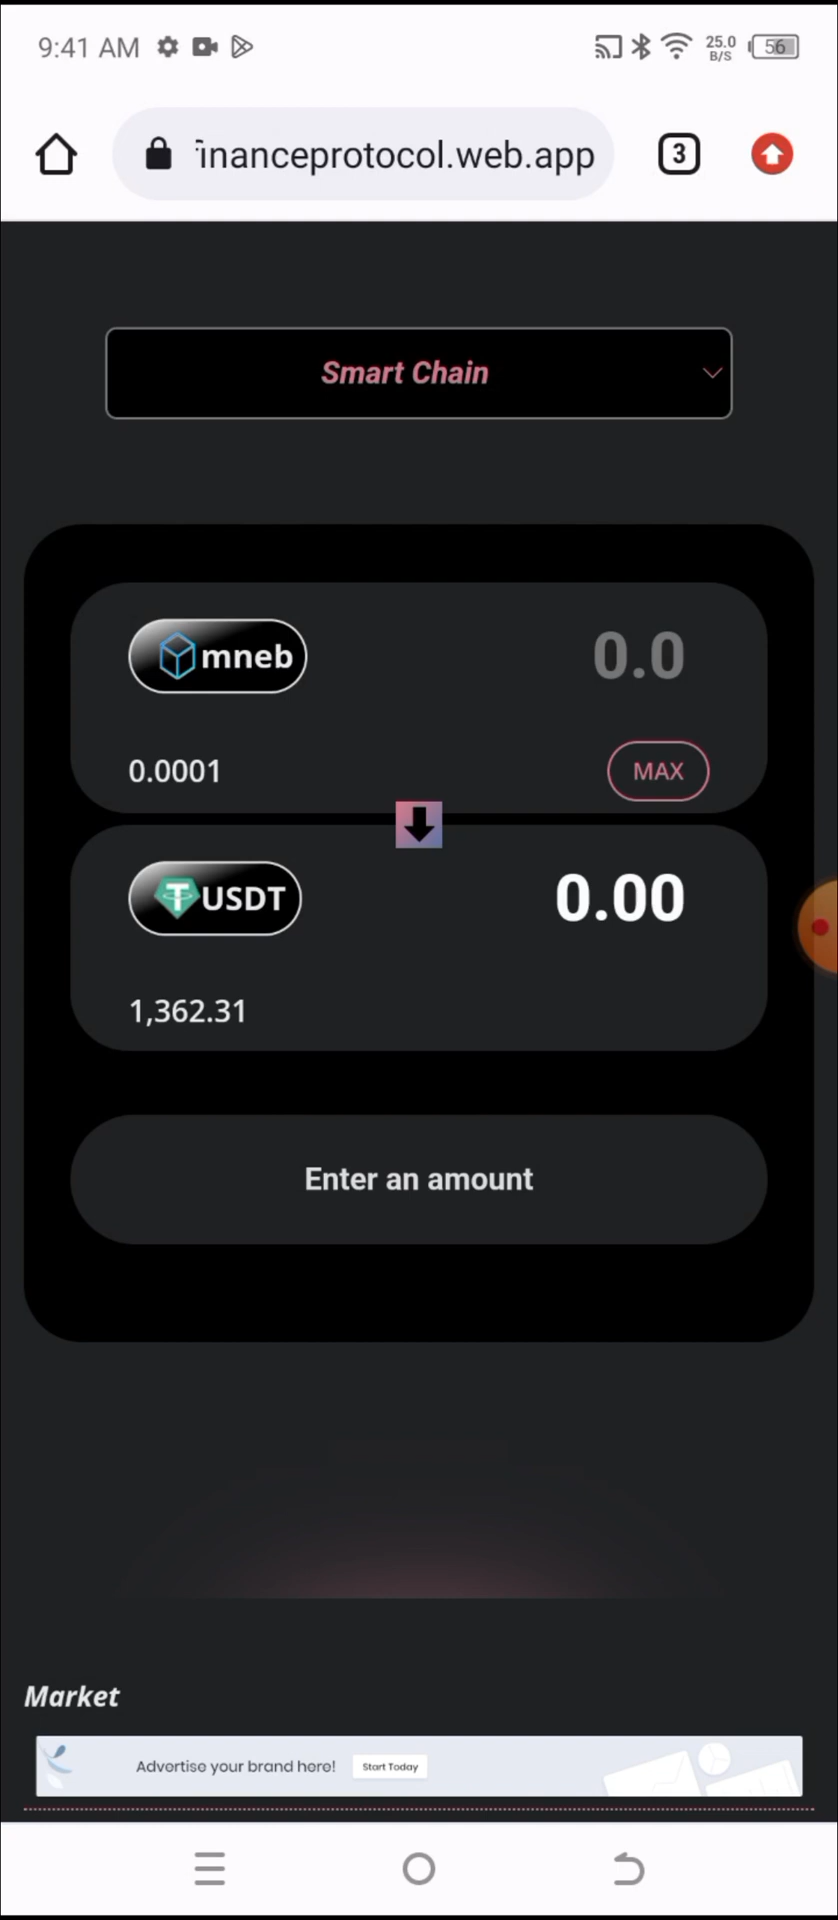 9:41 AM
25.0
B/S
56
inanceprotocol.web.app
3
Smart Chain
mneb
0.0
0.0001
MAX
USDT
0.00
1,362.31
Enter an amount
Market
Advertise your brand here!
Start Today